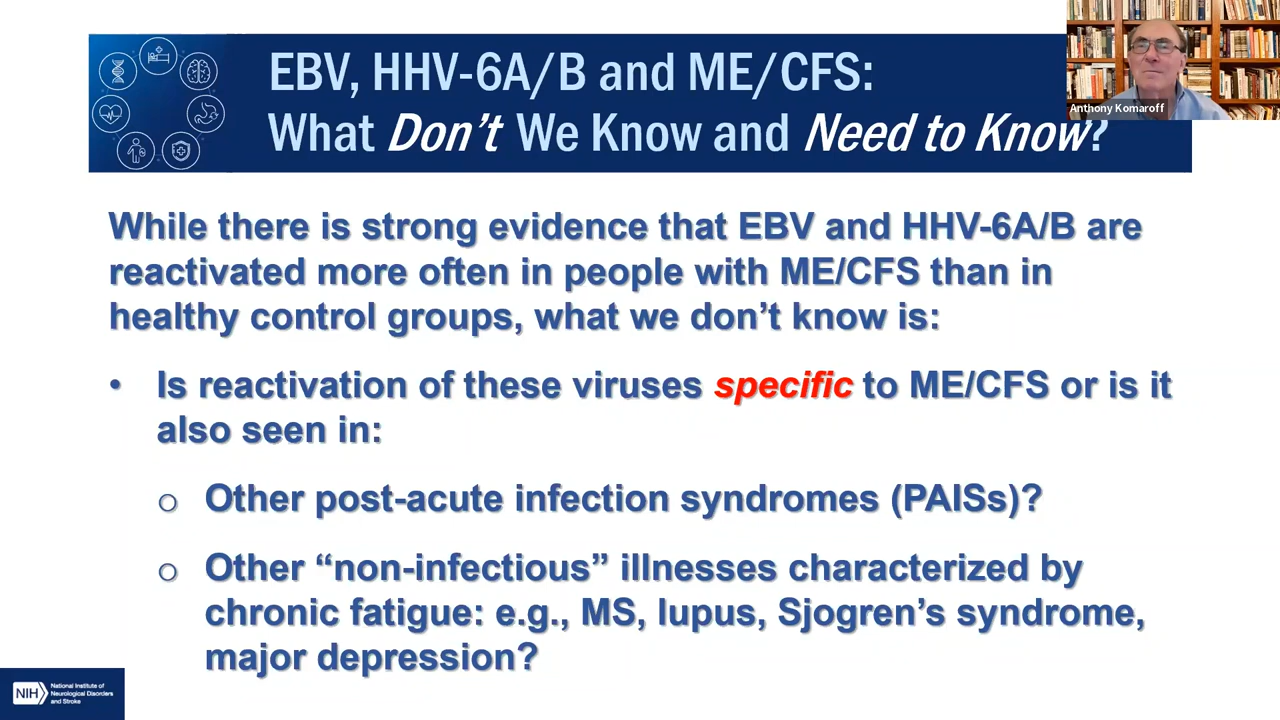 EBV, HHV-6A/B and ME/CFS:
What Don’t We Know and Need to Know?
Anthony Komaroff
While there is strong evidence that EBV and HHV-6A/B are
reactivated more often in people with ME/CFS than in
healthy control groups, what we don’t know is:
• Is reactivation of these viruses specific to ME/CFS or is it
also seen in:
o Other post-acute infection syndromes (PAISs)?
o Other “non-infectious” illnesses characterized by
chronic fatigue: e.g., MS, lupus, Sjogren’s syndrome,
major depression?
NIH
National Institute of
Neurological Disorders
and Stroke